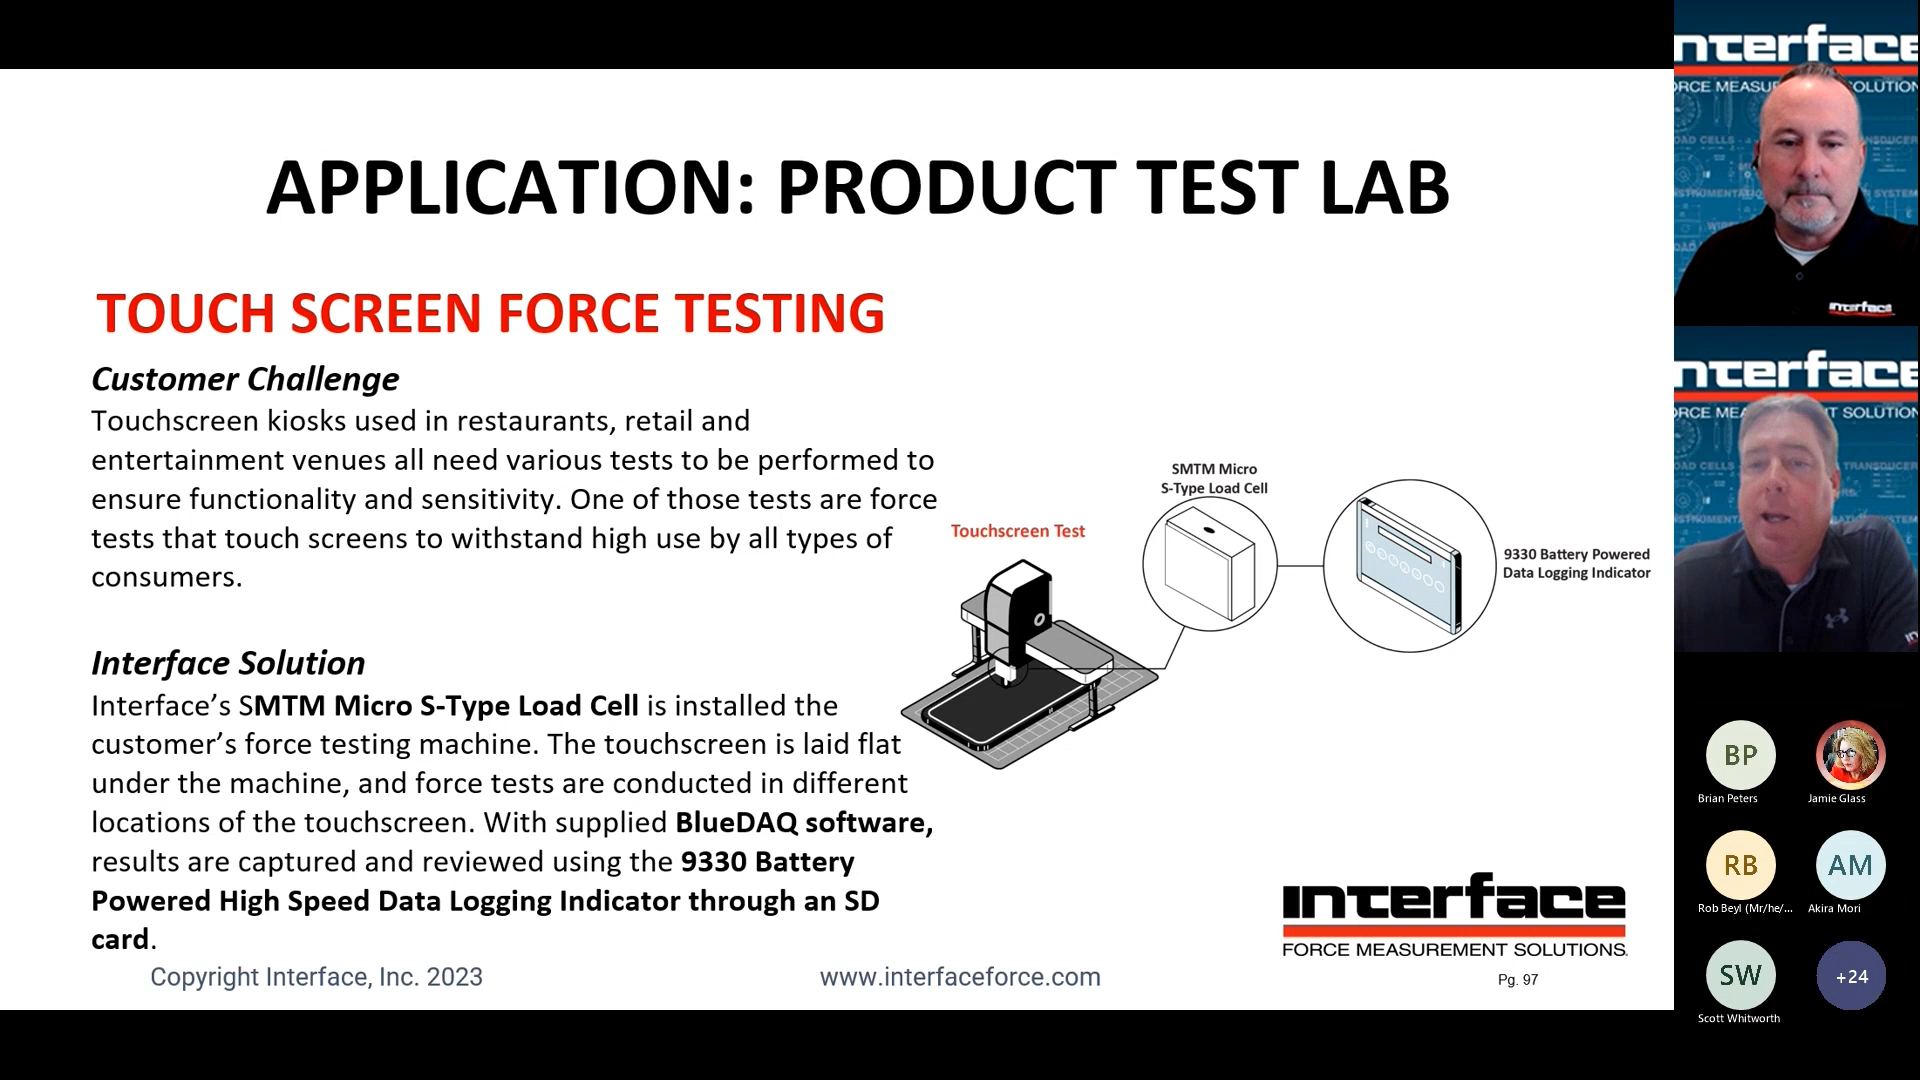 APPLICATION: PRODUCT TEST LAB
TOUCH SCREEN FORCE TESTING
Customer Challenge
Touchscreen kiosks used in restaurants, retail and
entertainment venues all need various tests to be performed to
ensure functionality and sensitivity. One of those tests are force
tests that touch screens to withstand high use by all types of
consumers.
Interface Solution
Interface’s SMTM Micro S-Type Load Cell is installed the
customer’s force testing machine. The touchscreen is laid flat
under the machine, and force tests are conducted in different
locations of the touchscreen. With supplied BlueDAQ software,
results are captured and reviewed using the 9330 Battery
Powered High Speed Data Logging Indicator through an SD
card.
Touchscreen Test
SMTM Micro
S-Type Load Cell
9330 Battery Powered
Data Logging Indicator
interface
FORCE MEASUREMENT SOLUTIONS.
Copyright Interface, Inc. 2023
www.interfaceforce.com
Pg. 97
interface
interface
BP
Brian Peters
Jamie Glass
RB
Rob Beyl (Mr/he/...
AM
Akira Mori
SW
Scott Whitworth
+24